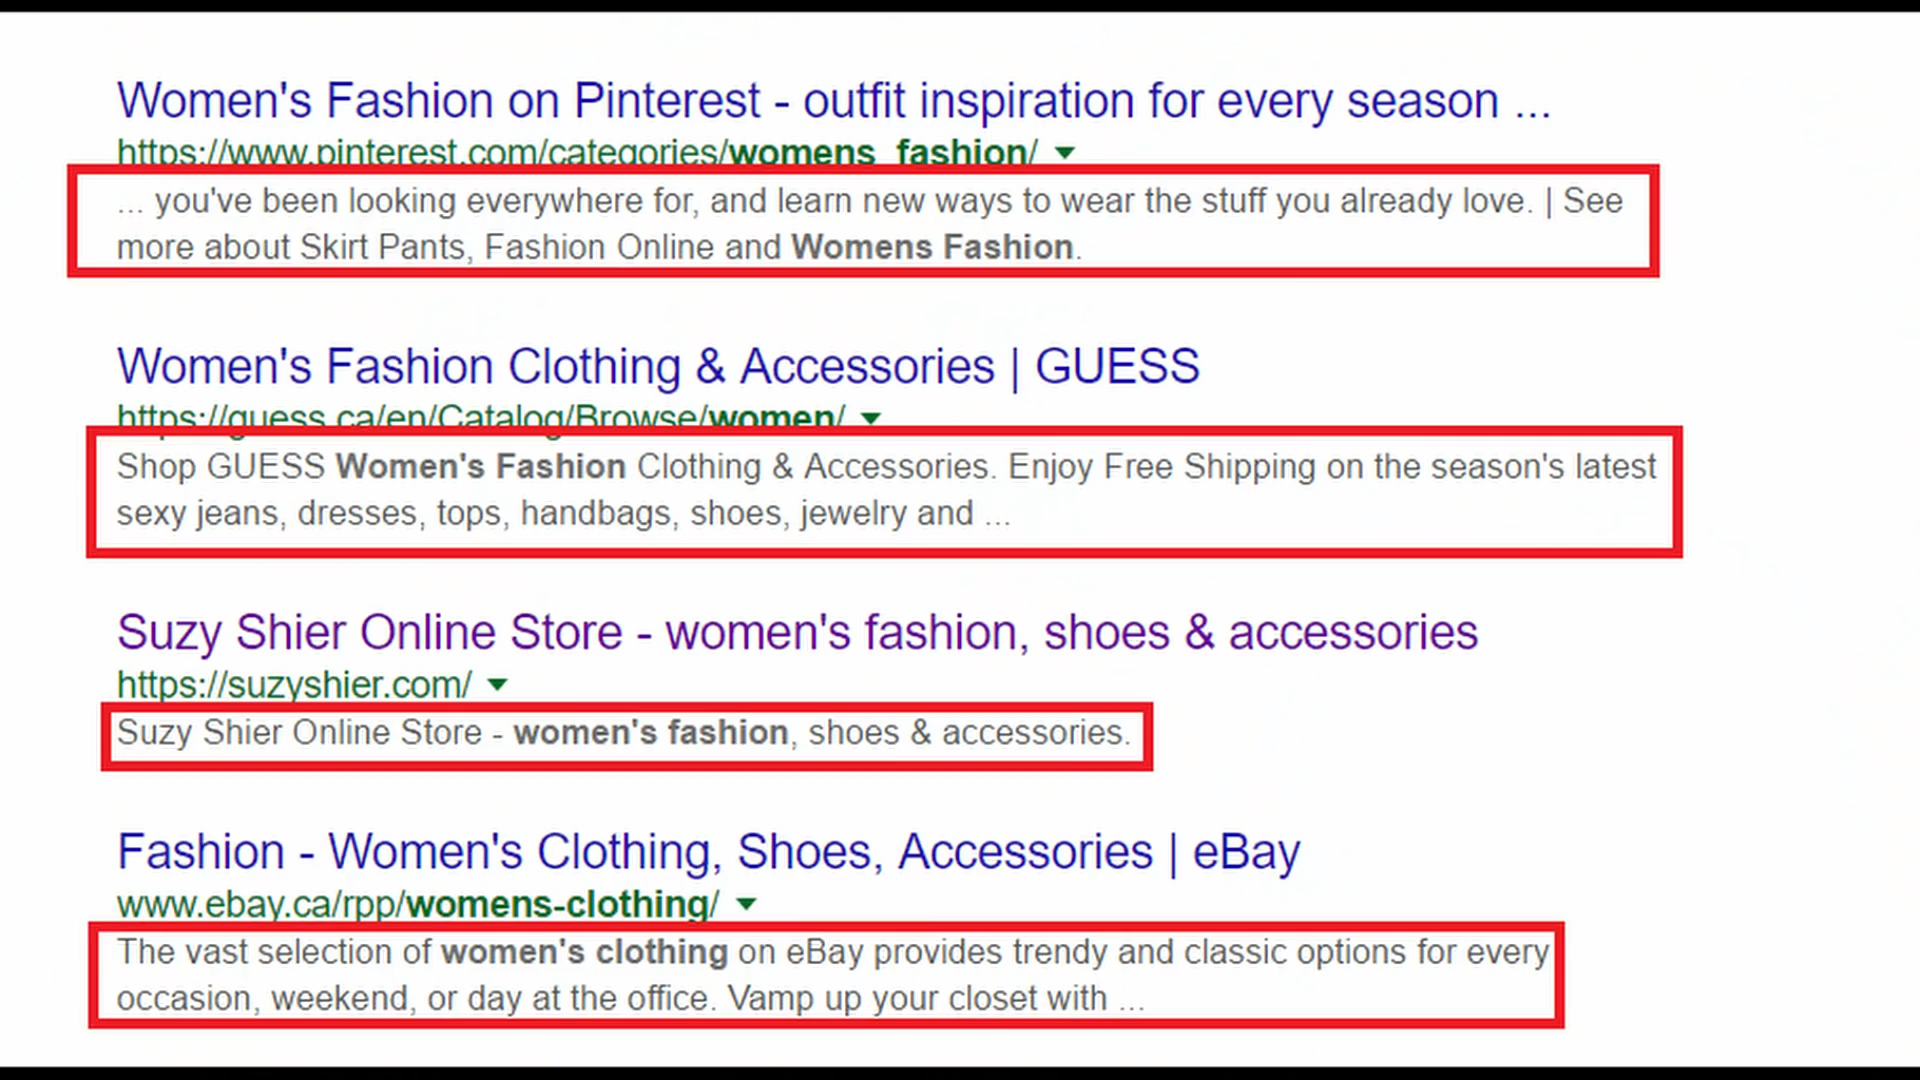 Women's Fashion on Pinterest - outfit inspiration for every season ...
https://www.pinterest.com/categories/womens_fashion/
... you've been looking everywhere for, and learn new ways to wear the stuff you already love. | See
more about Skirt Pants, Fashion Online and Womens Fashion.
Women's Fashion Clothing & Accessories | GUESS
https://guess.ca/en/Catalog/Browse/women/
Shop GUESS Women's Fashion Clothing & Accessories. Enjoy Free Shipping on the season's latest
sexy jeans, dresses, tops, handbags, shoes, jewelry and ...
Suzy Shier Online Store - women's fashion, shoes & accessories
https://suzyshier.com/
Suzy Shier Online Store - women's fashion, shoes & accessories.
Fashion - Women's Clothing, Shoes, Accessories | eBay
www.ebay.ca/rpp/womens-clothing/
The vast selection of women's clothing on eBay provides trendy and classic options for every
occasion, weekend, or day at the office. Vamp up your closet with ...